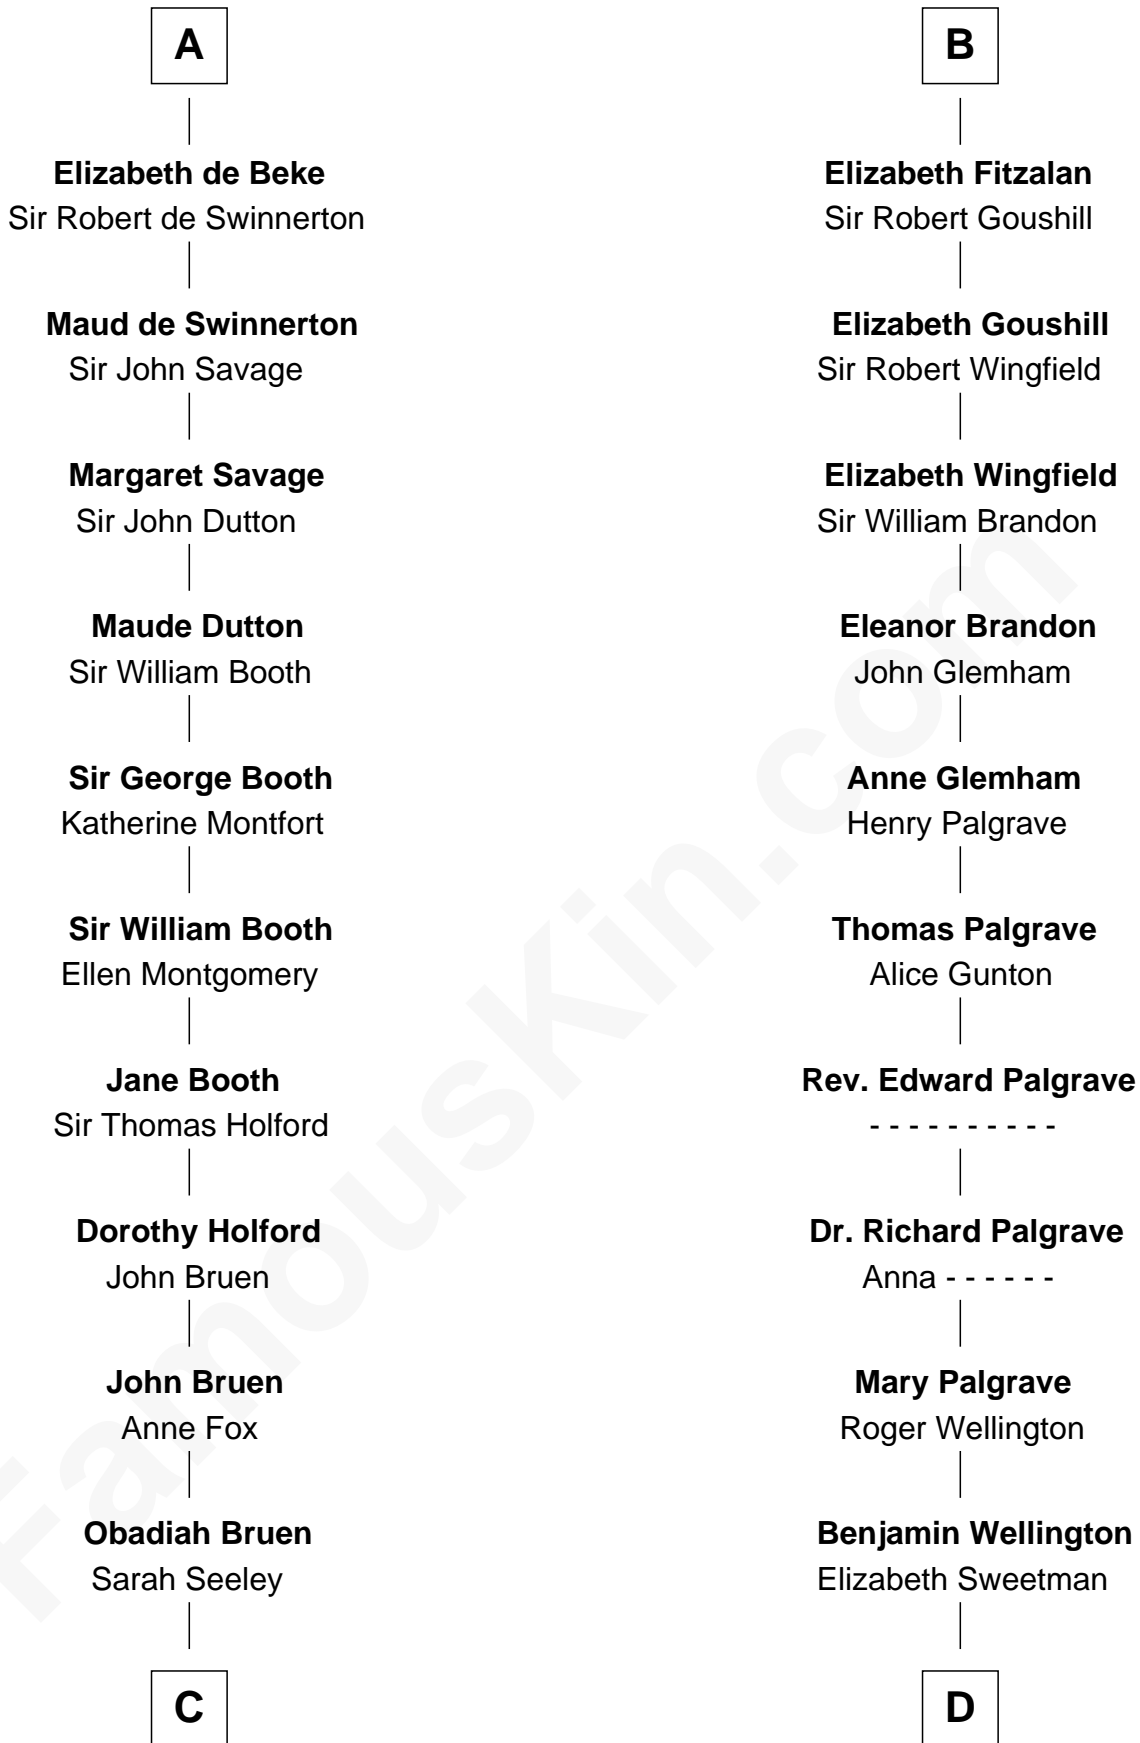 A
Elizabeth de Beke
Sir Robert de Swinnerton
Maud de Swinnerton
Sir John Savage
Margaret Savage
Sir John Dutton
Maude Dutton
Sir William Booth
Sir George Booth
Katherine Montfort
Sir William Booth
Ellen Montgomery
Jane Booth
Sir Thomas Holford
Dorothy Holford
John Bruen
John Bruen
Anne Fox
Obadiah Bruen
Sarah Seeley
C
B
Elizabeth Fitzalan
Sir Robert Goushill
Elizabeth Goushill
Sir Robert Wingfield
Elizabeth Wingfield
Sir William Brandon
Eleanor Brandon
John Glemham
Anne Glemham
Henry Palgrave
Thomas Palgrave
Alice Gunton
Rev. Edward Palgrave
- - - - - - - - - -
Dr. Richard Palgrave
Anna - - - - - -
Mary Palgrave
Roger Wellington
Benjamin Wellington
Elizabeth Sweetman
D
FamousKin.com